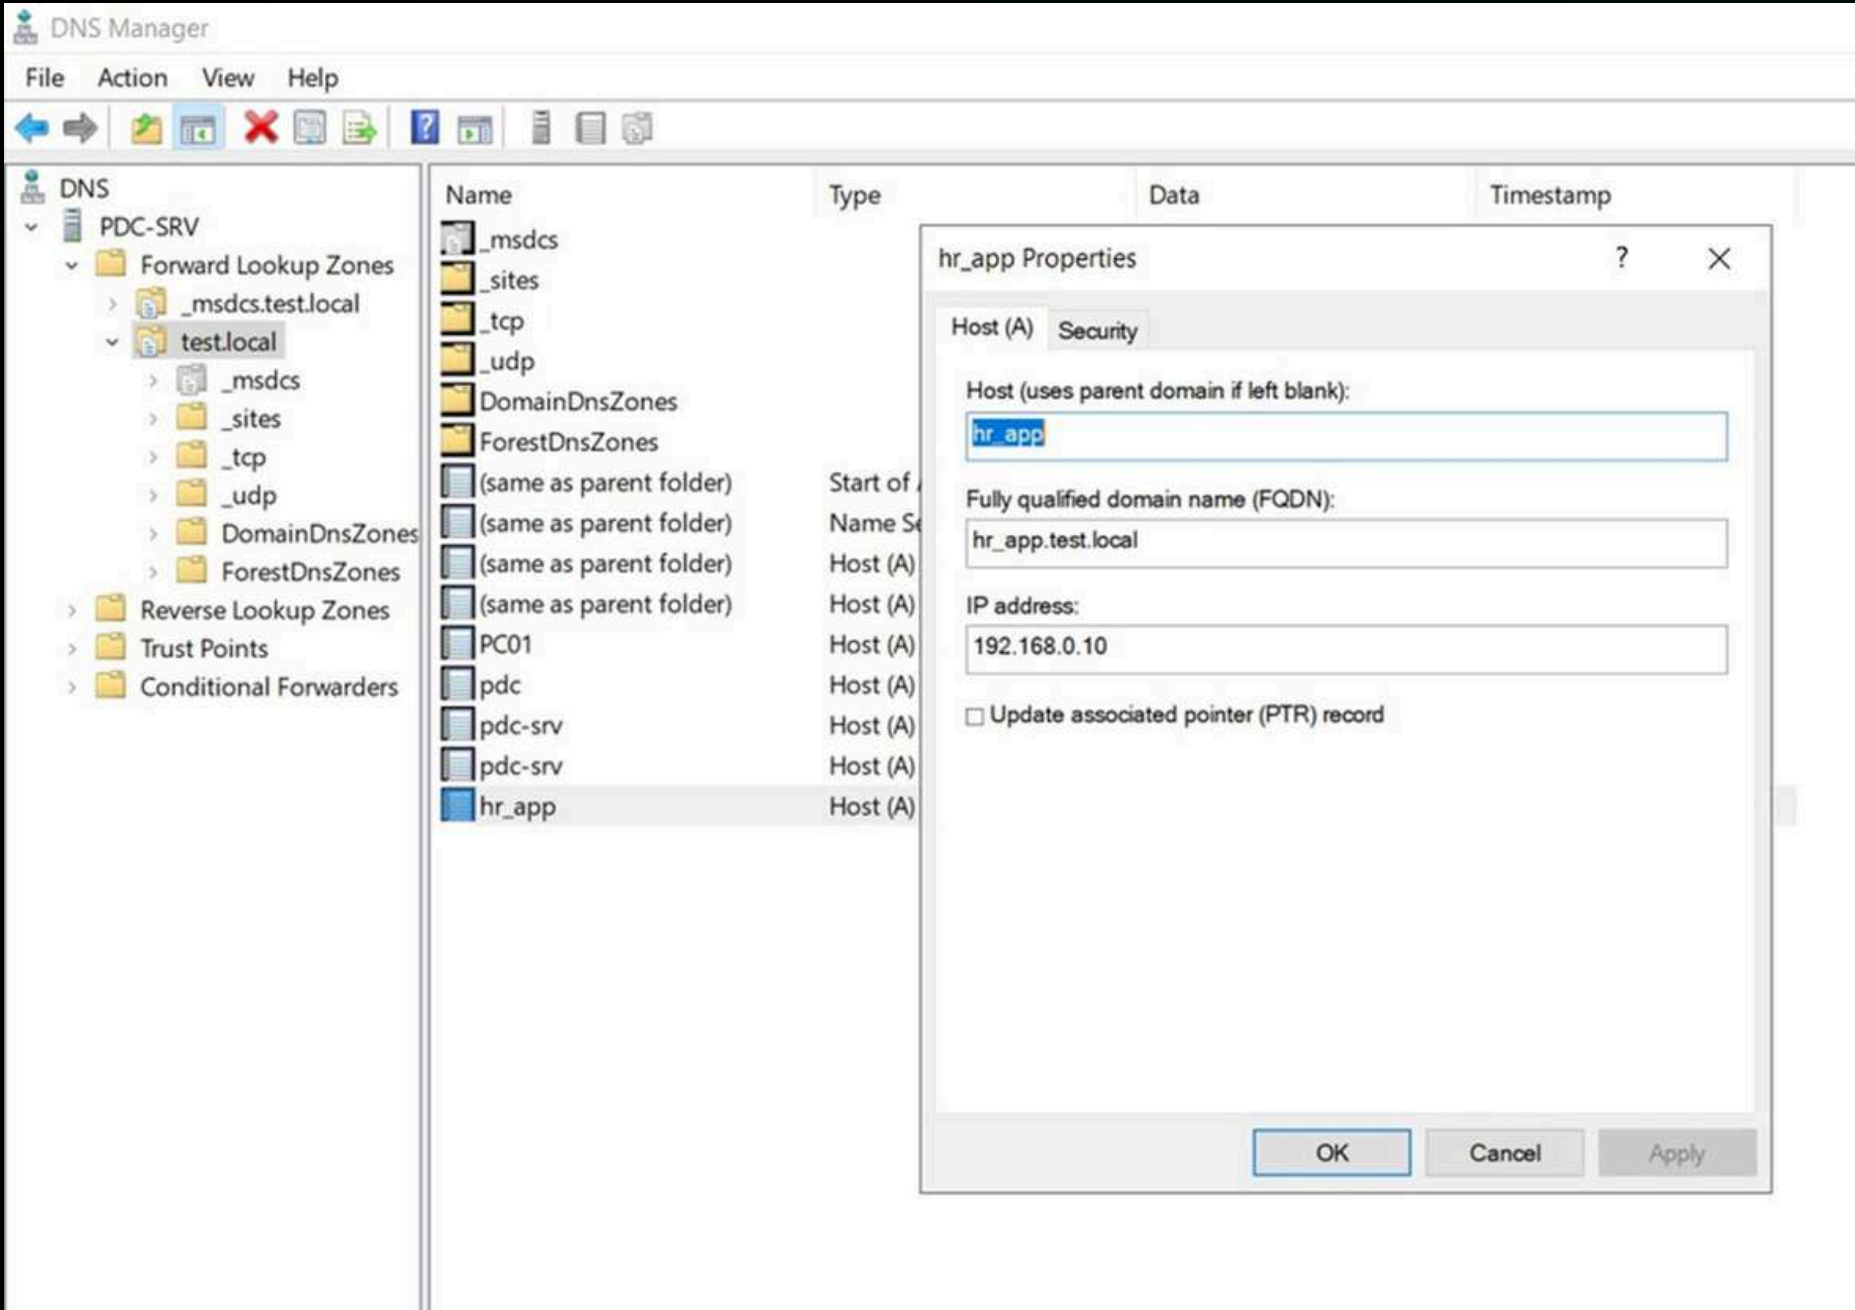 DNS Manager
File Action View Help
DNS
PDC-SRV
Forward Lookup Zones
_msdcs.test.local
test.local
_msdcs
_sites
_tcp
_udp
DomainDnsZones
ForestDnsZones
Reverse Lookup Zones
Trust Points
Conditional Forwarders
Name Type Data Timestamp
_msdcs
_sites
_tcp
_udp
DomainDnsZones
ForestDnsZones
(same as parent folder) Start of
(same as parent folder) Name Se
(same as parent folder) Host (A)
(same as parent folder) Host (A)
PC01 Host (A)
pdc Host (A)
pdc-srv Host (A)
pdc-srv Host (A)
hr_app Host (A)
hr_app Properties ?
Host (A) Security
Host (uses parent domain if left blank):
hr_app
Fully qualified domain name (FQDN):
hr_app.test.local
IP address:
192.168.0.10
Update associated pointer (PTR) record
OK Cancel Apply